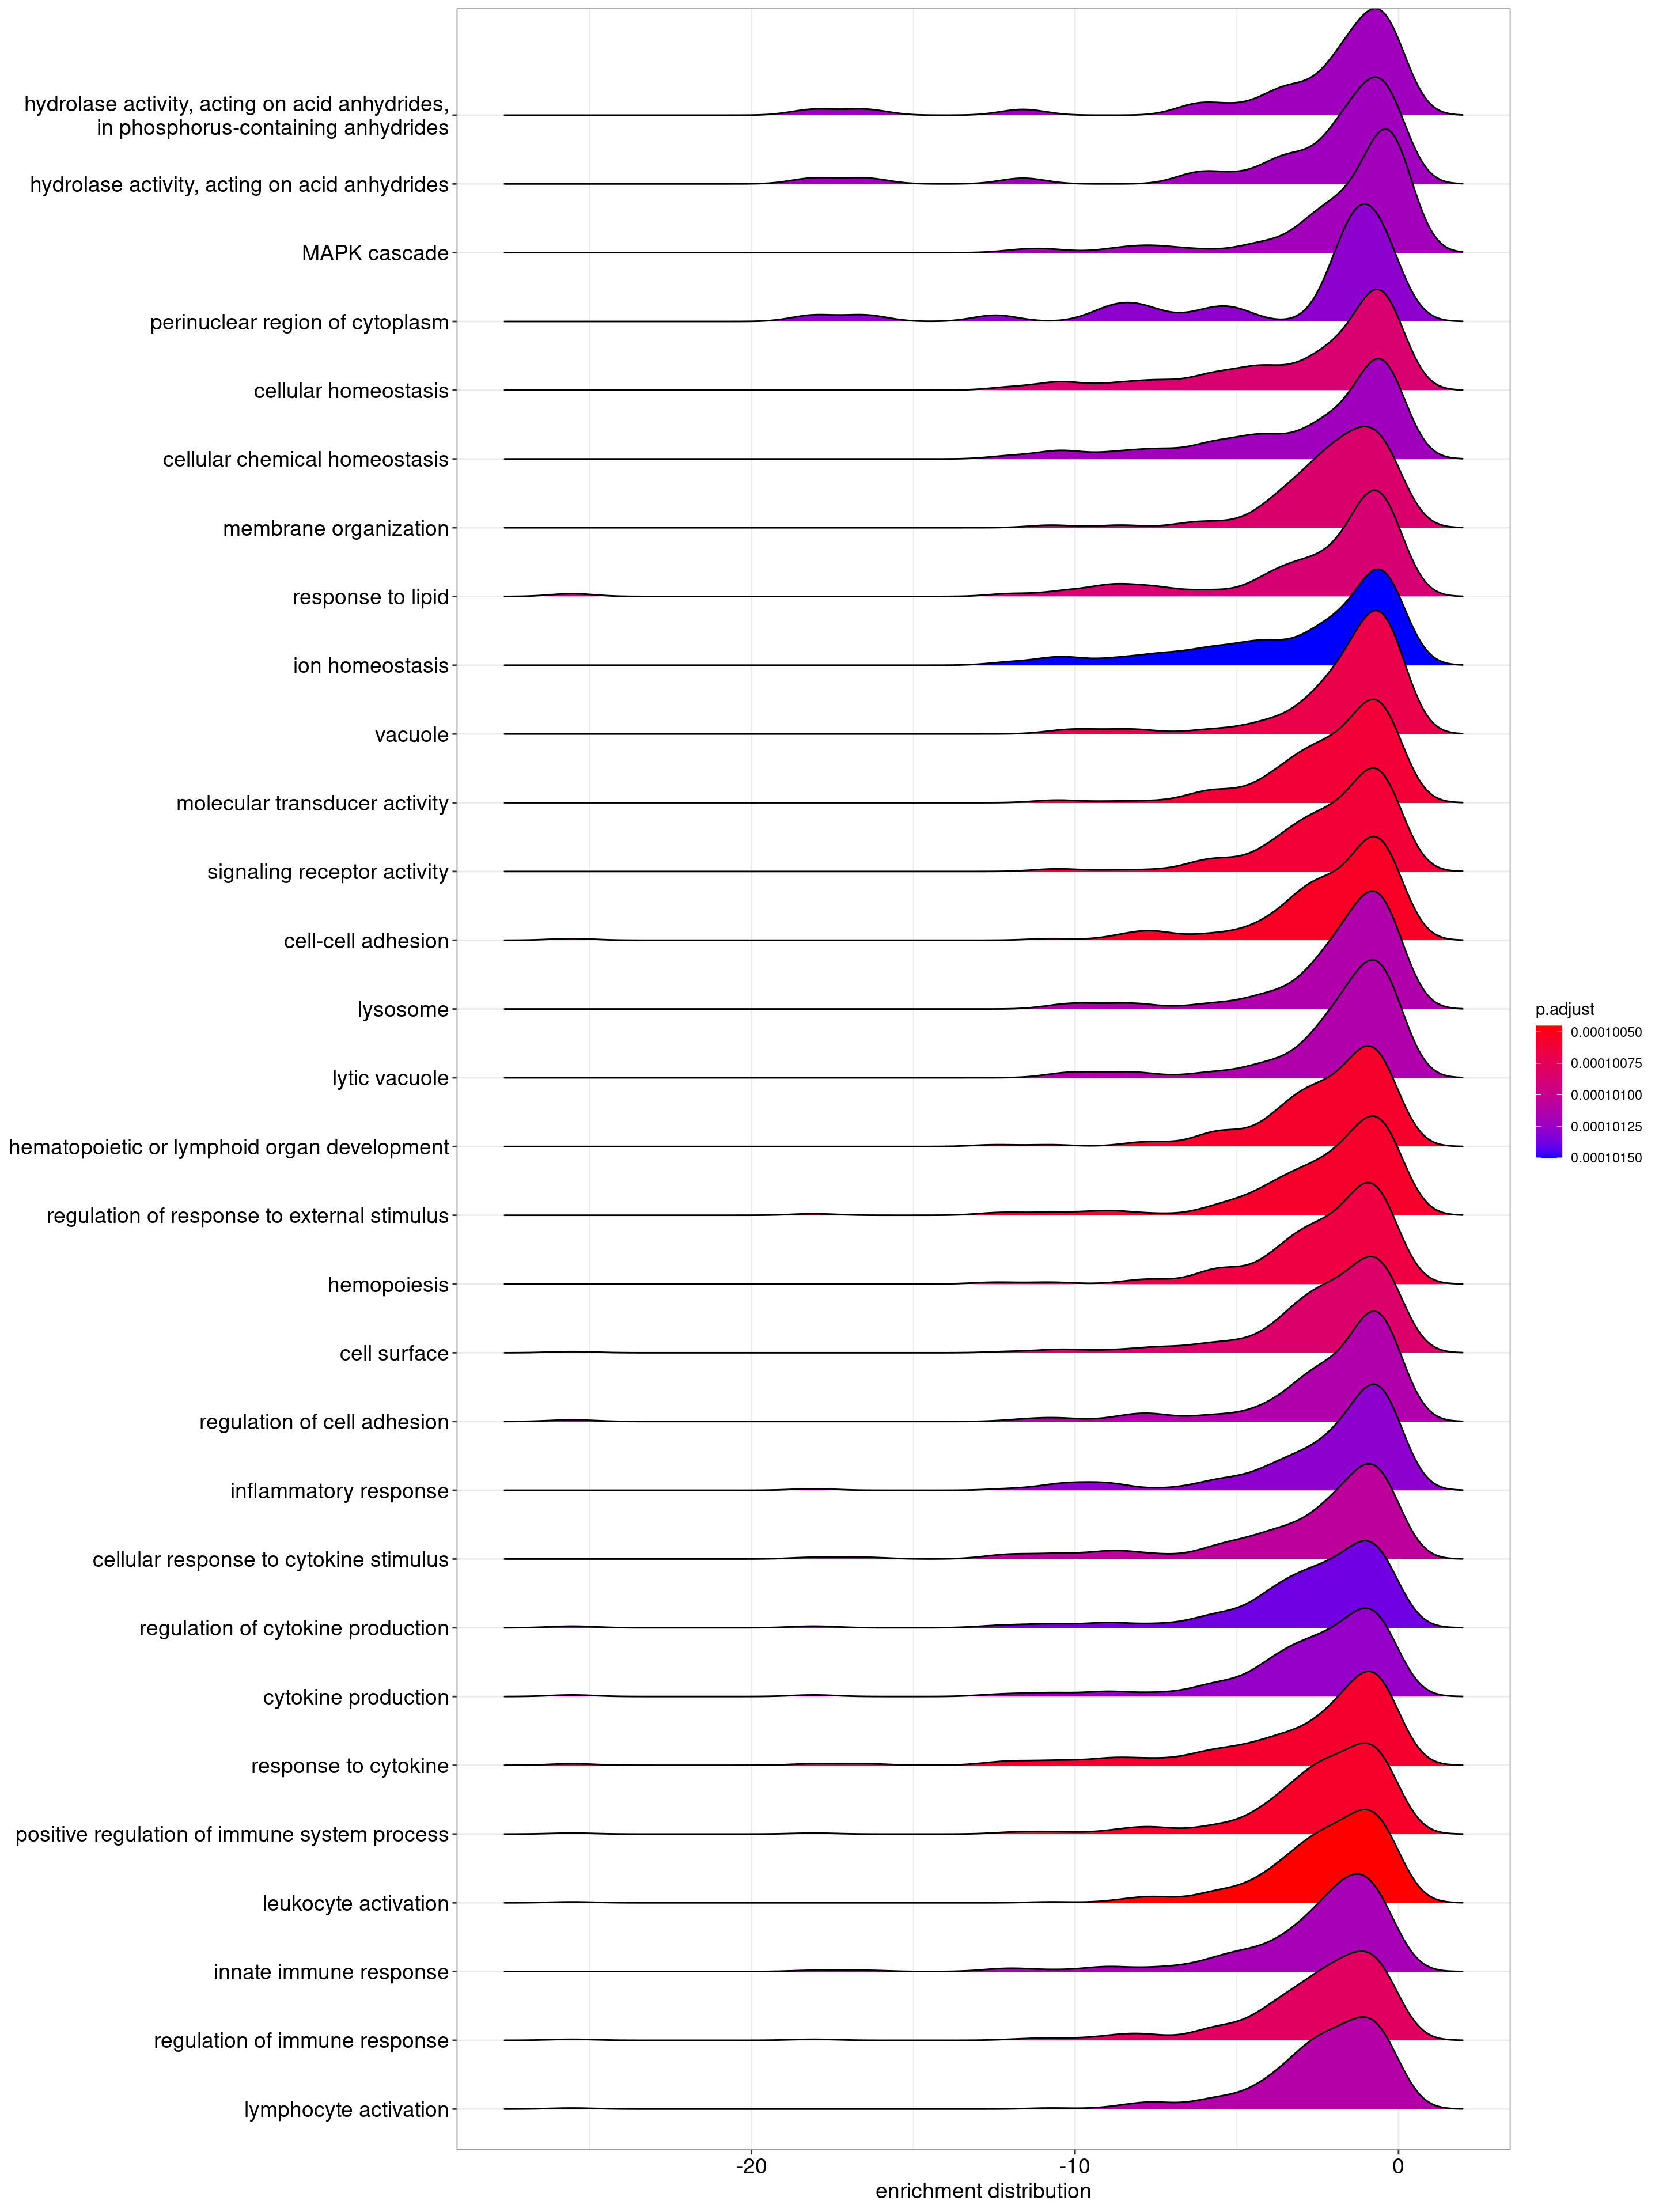 hydrolase activity, acting on acid anhydrides,
in phosphorus-containing anhydrides
hydrolase activity, acting on acid anhydrides
MAPK cascade
perinuclear region of cytoplasm
cellular homeostasis
cellular chemical homeostasis
membrane organization
response to lipid
ion homeostasis
vacuole
molecular transducer activity
signaling receptor activity
cell-cell adhesion
lysosome
lytic vacuole
hematopoietic or lymphoid organ development
regulation of response to external stimulus
hemopoiesis
cell surface
regulation of cell adhesion
inflammatory response
cellular response to cytokine stimulus
regulation of cytokine production
cytokine production
response to cytokine
positive regulation of immune system process
leukocyte activation
innate immune response
regulation of immune response
lymphocyte activation
-20
-10
0
enrichment distribution
p.adjust
0.00010050
0.00010075
0.00010100
0.00010125
0.00010150